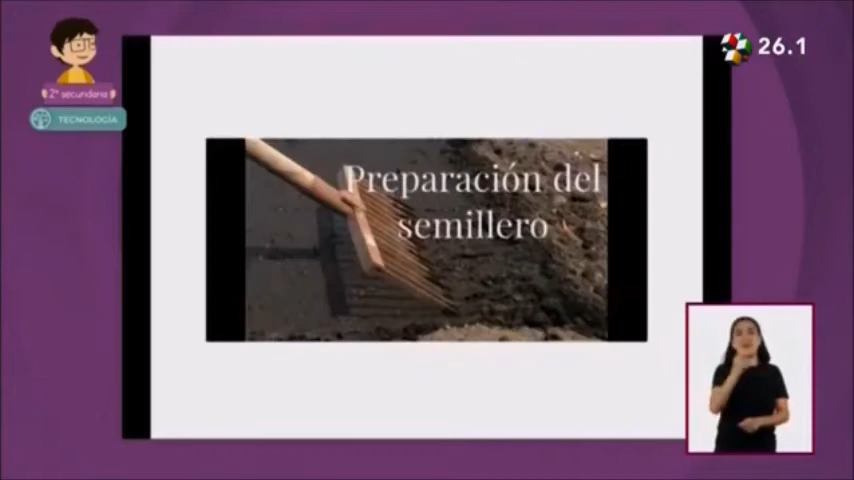 26.1
2° secundaria
TECNOLOGÍA
Preparación del
semillero